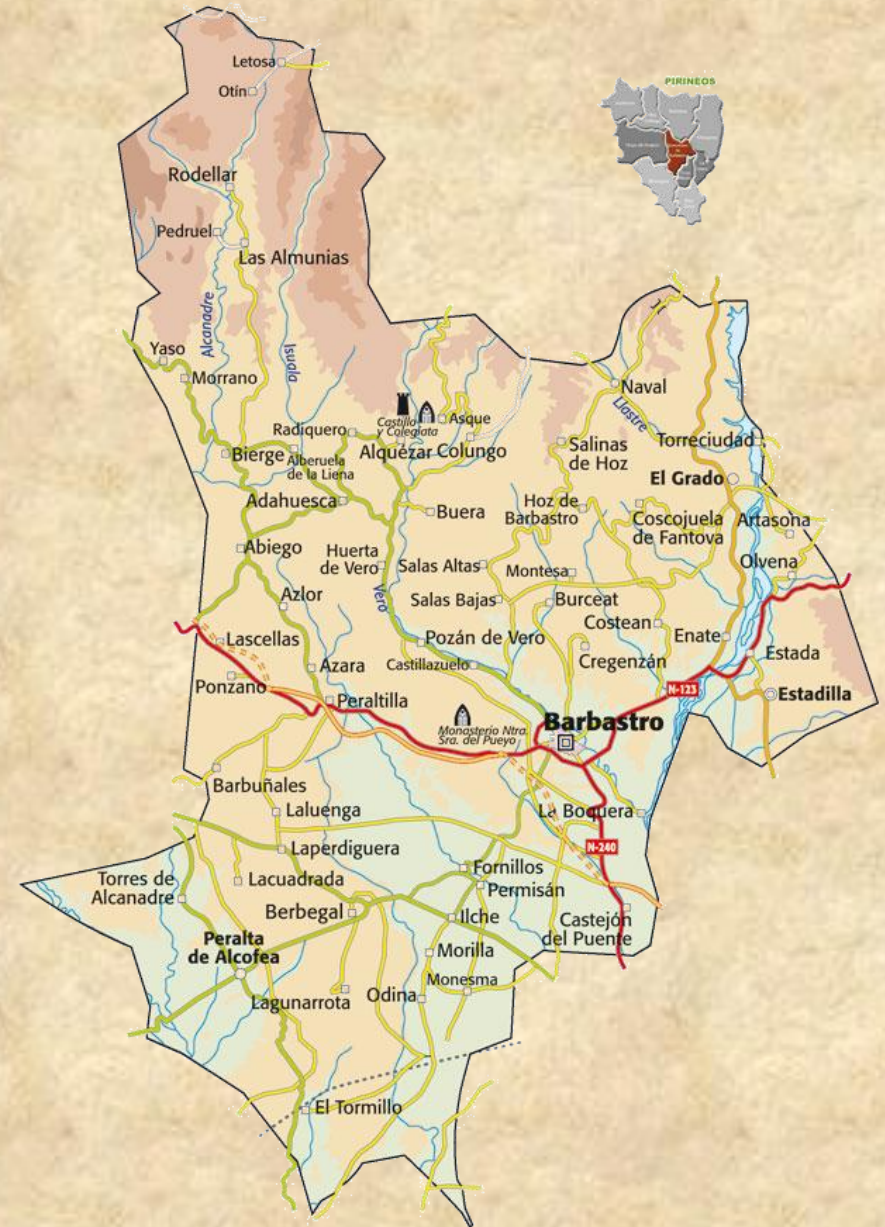 Letosa
PIRINEOS
Otín
Rodellar
Pedruel
Las Almunias
Alcanadre
Isuala
Yaso
Morrano
Naval
Llastre
Radiquero
Castillo
y Colegiata
Asque
Bierge
Alberuela
de la Liena
Alquézar
Colungo
Salinas
de Hoz
Torreciudad
El Grado
Adahuesca
Buera
Hoz de
Barbastro
Coscojuela
de Fantova
Artasona
Abiego
Huerta
de Vero
Salas Altas
Montesa
Olvena
Azlor
Vero
Salas Bajas
Burceat
Costean
Enate
Lascellas
Pozán de Vero
Cregenzán
Estada
Azara
Castillazuelo
Ponzano
N-123
Estadilla
Peraltilla
Monasterio Ntra.
Sra. del Pueyo
Barbastro
Barbuñales
Laluenga
La Boquera
Laperdiguera
N-240
Torres de
Alcanadre
Lacuadrada
Fornillos
Permisán
Berbegal
Ilche
Castejón
del Puente
Peralta
de Alcofea
Morilla
Monesma
Lagunarrota
Odina
El Tormillo